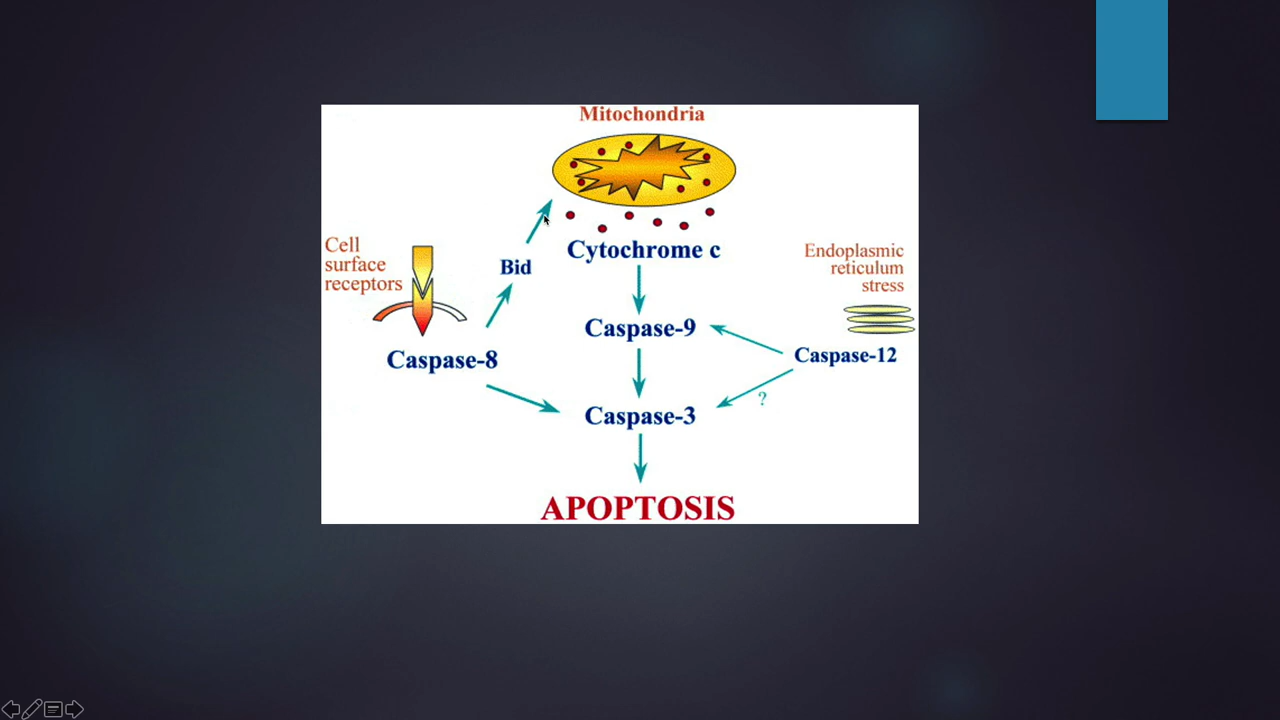 Mitochondria
Cell
surface
receptors
Bid
Cytochrome c
Endoplasmic
reticulum
stress
Caspase-9
Caspase-8
Caspase-12
?
Caspase-3
APOPTOSIS